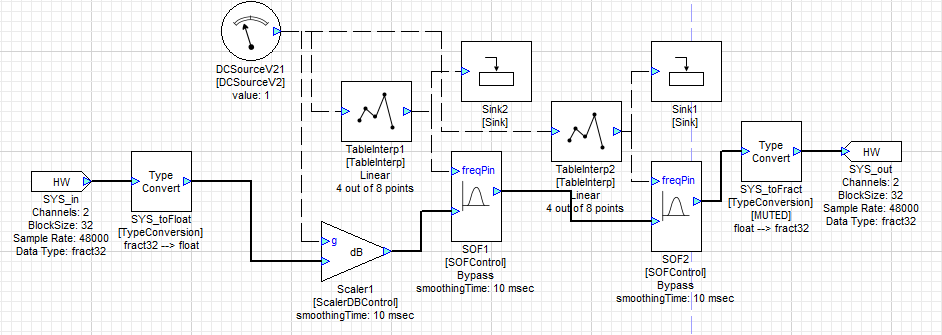 DCSourceV21
[DCSourceV2]
value: 1
Sink2
[Sink]
Sink1
[Sink]
TableInterp1
[TableInterp]
Linear
4 out of 8 points
TableInterp2
[TableInterp]
Linear
4 out of 8 points
HW
SYS_in
Channels: 2
BlockSize: 32
Sample Rate: 48000
Data Type: fract32
Type
Convert
SYS_toFloat
[TypeConversion]
fract32 --> float
g
dB
Scaler1
[ScalerDBControl]
smoothingTime: 10 msec
freqPin
SOF1
[SOFControl]
Bypass
smoothingTime: 10 msec
freqPin
SOF2
[SOFControl]
Bypass
smoothingTime: 10 msec
Type
Convert
SYS_toFract
[TypeConversion]
[MUTED]
float --> fract32
HW
SYS_out
Channels: 2
BlockSize: 32
Sample Rate: 48000
Data Type: fract32